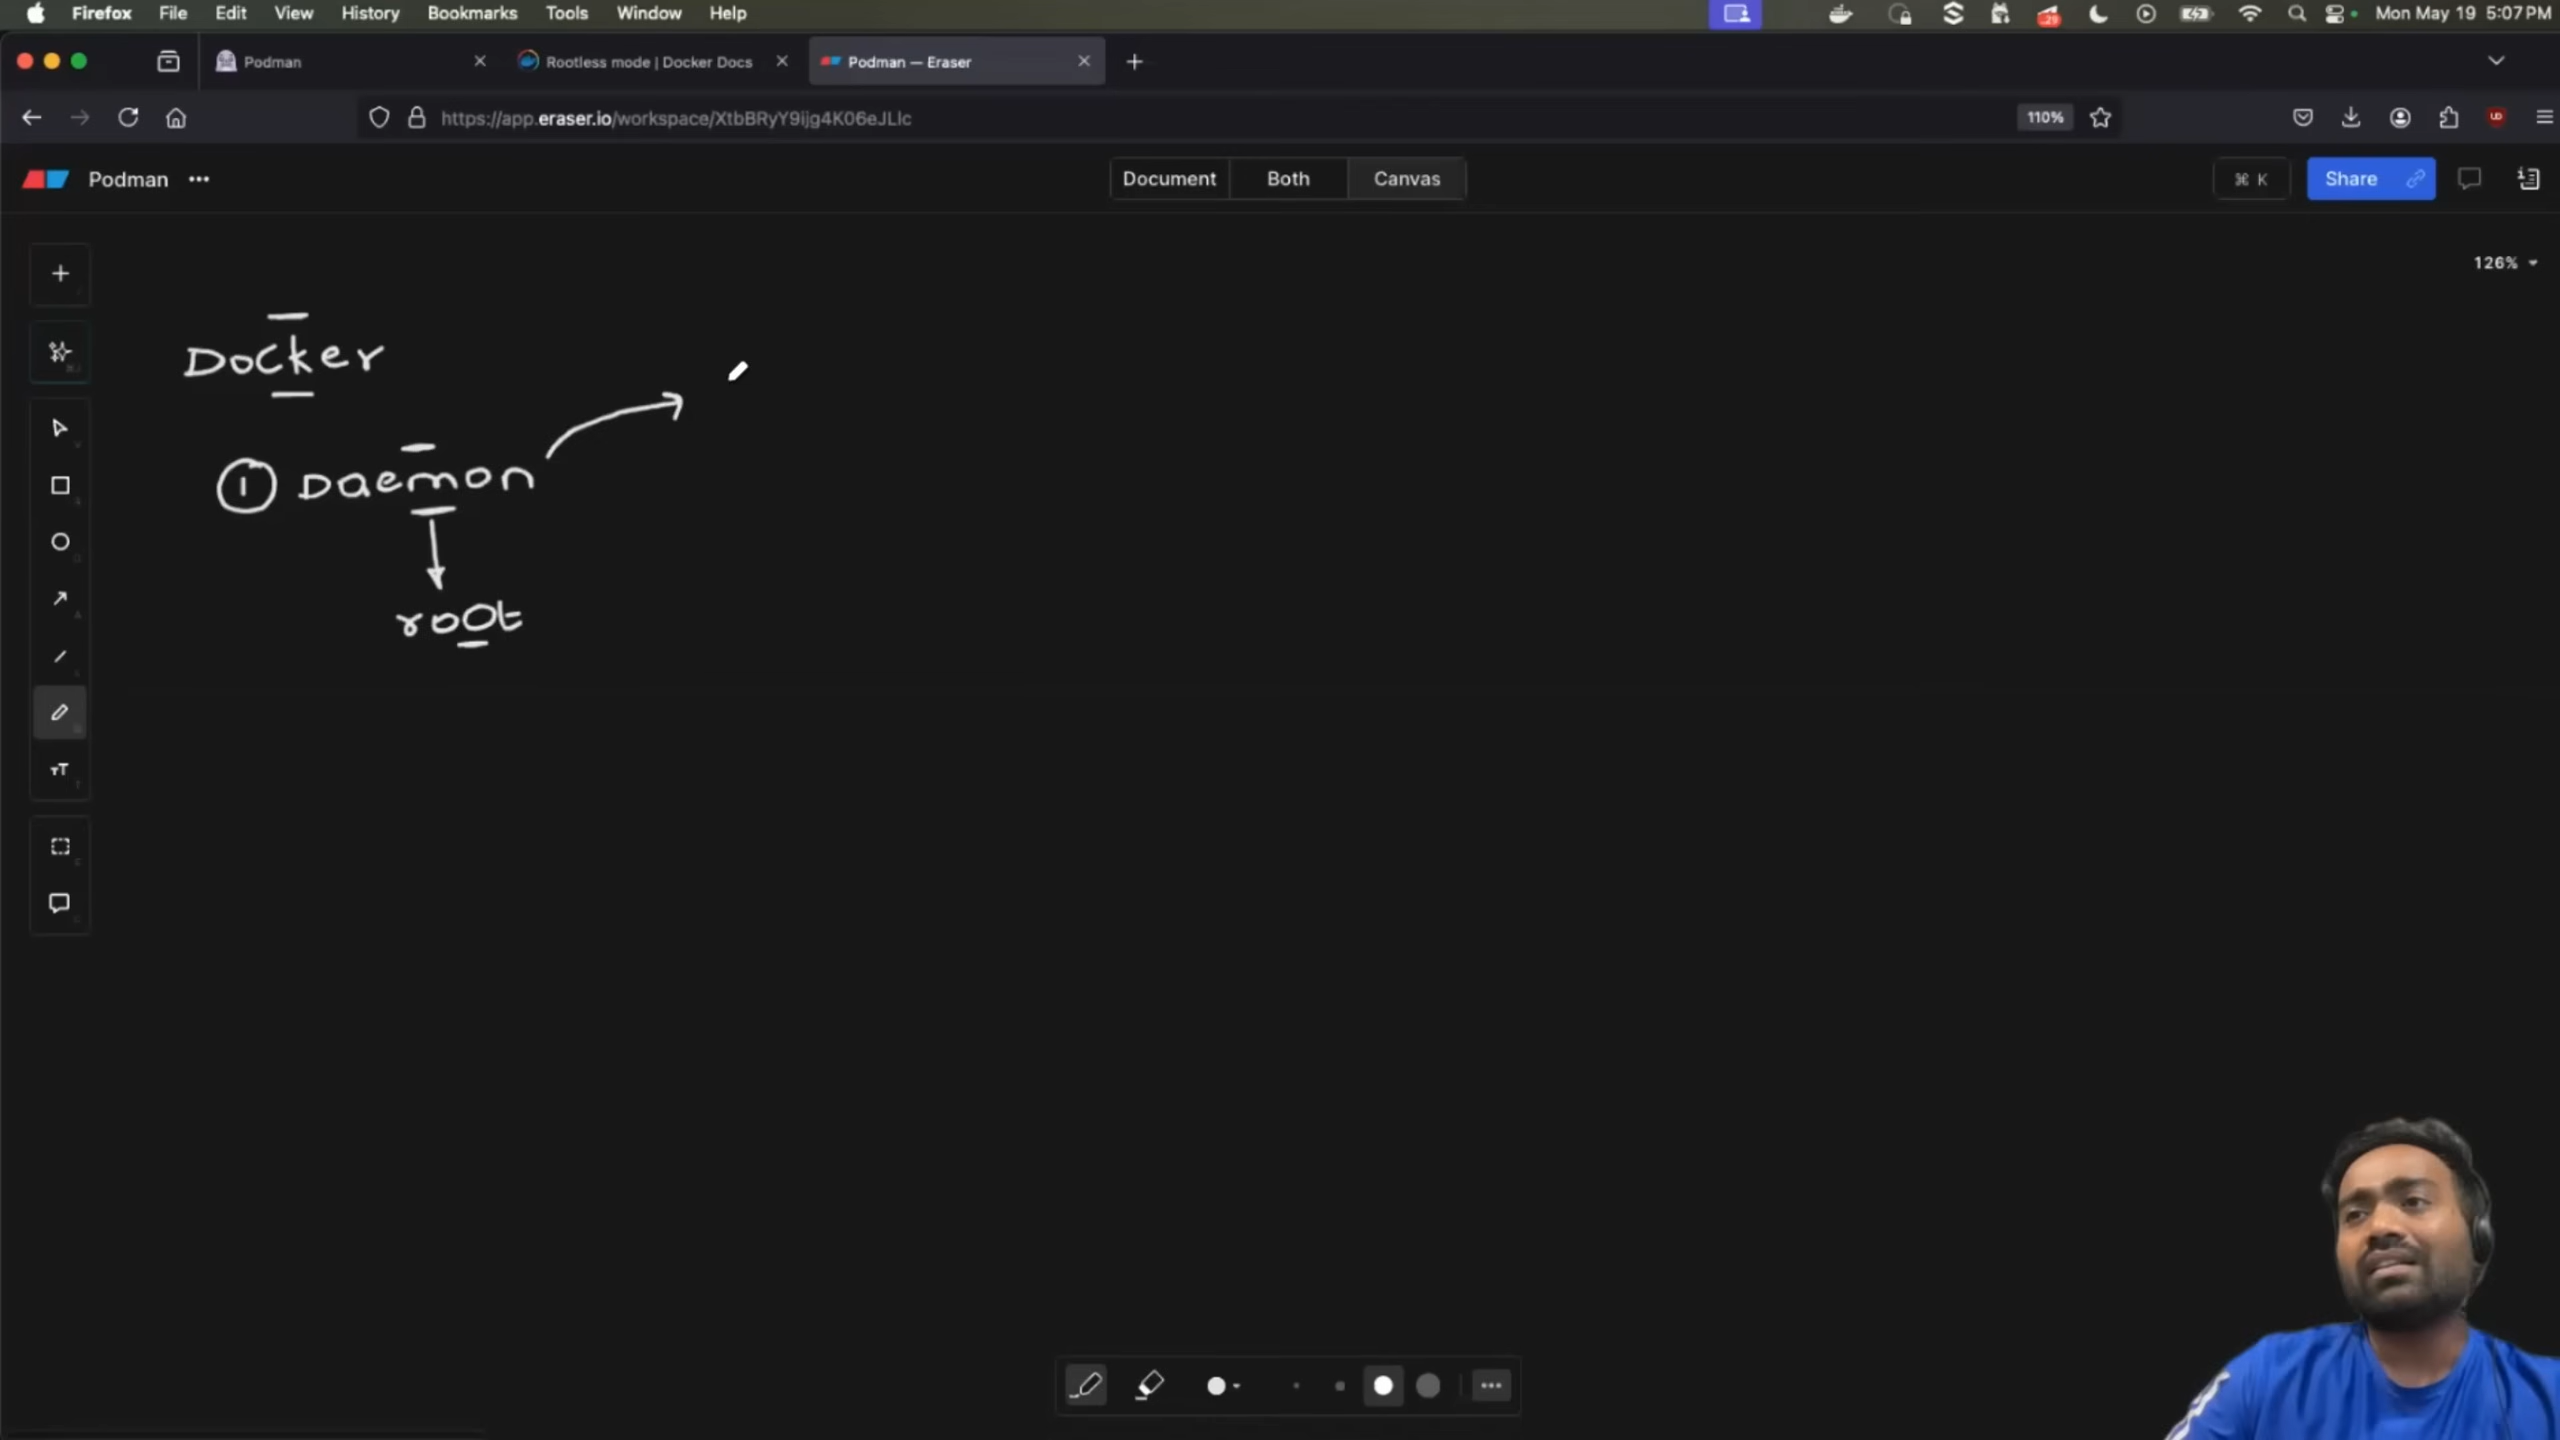 Firefox File Edit View History Bookmarks Tools Window Help
Mon May 19 5:07 PM
Podman
Rootless mode | Docker Docs
Podman — Eraser
https://app.eraser.io/workspace/XtbBRyY9ijg4K06eJLlc
110%
Podman
Document Both Canvas
⌘ K
Share
126%
Docker
1 Daemon
root